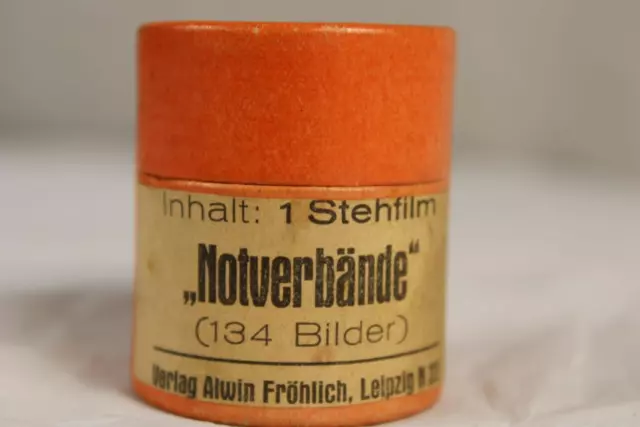 Inhalt: 1 Stehfilm
„Notverbände“
(134 Bilder)
Verlag Alwin Fröhlich, Leipzig N